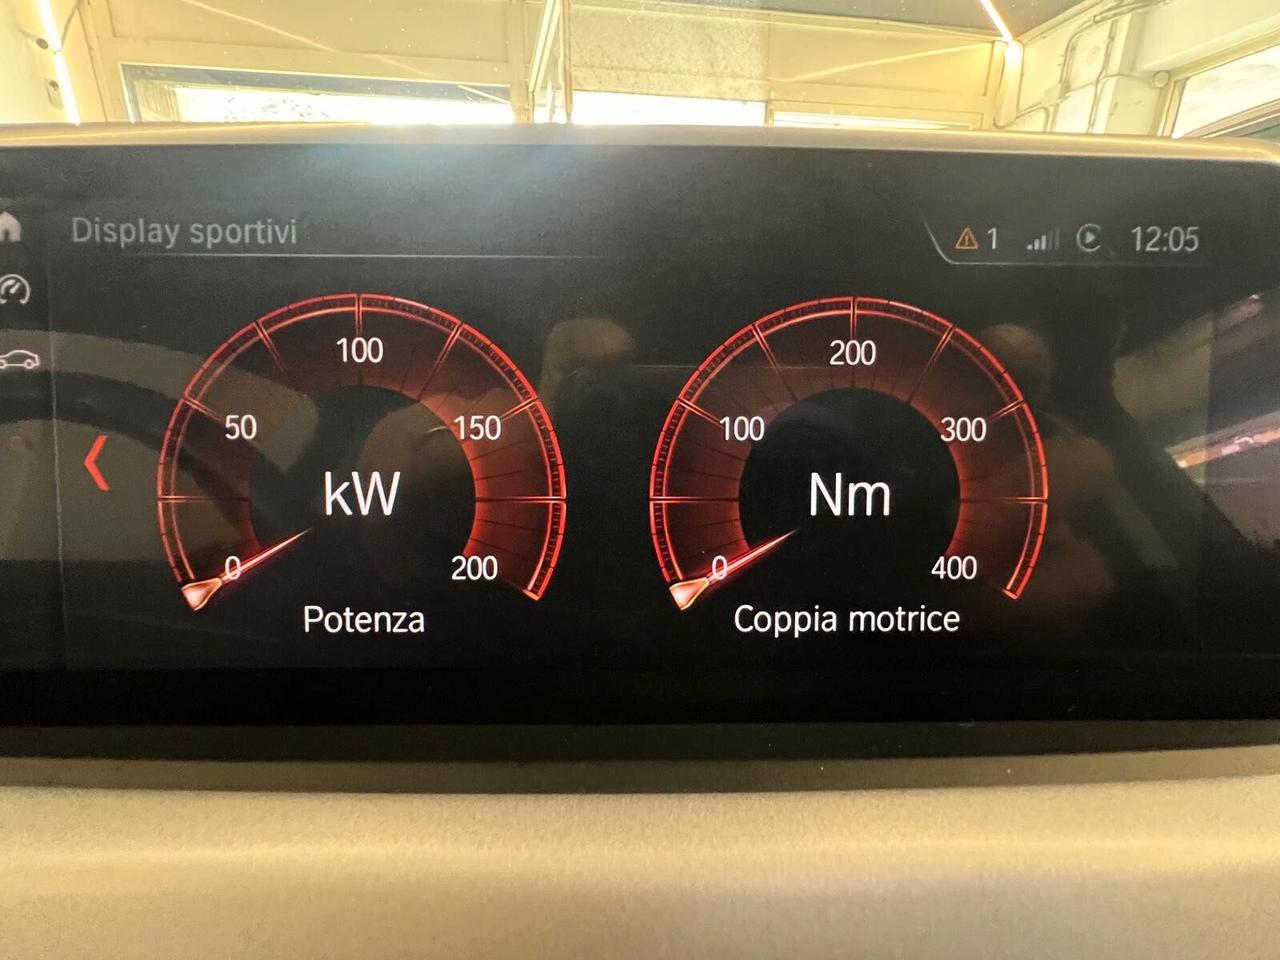 Display sportivi
1 12:05
100
50 150
kW
0 200
Potenza
200
100 300
Nm
0 400
Coppia motrice